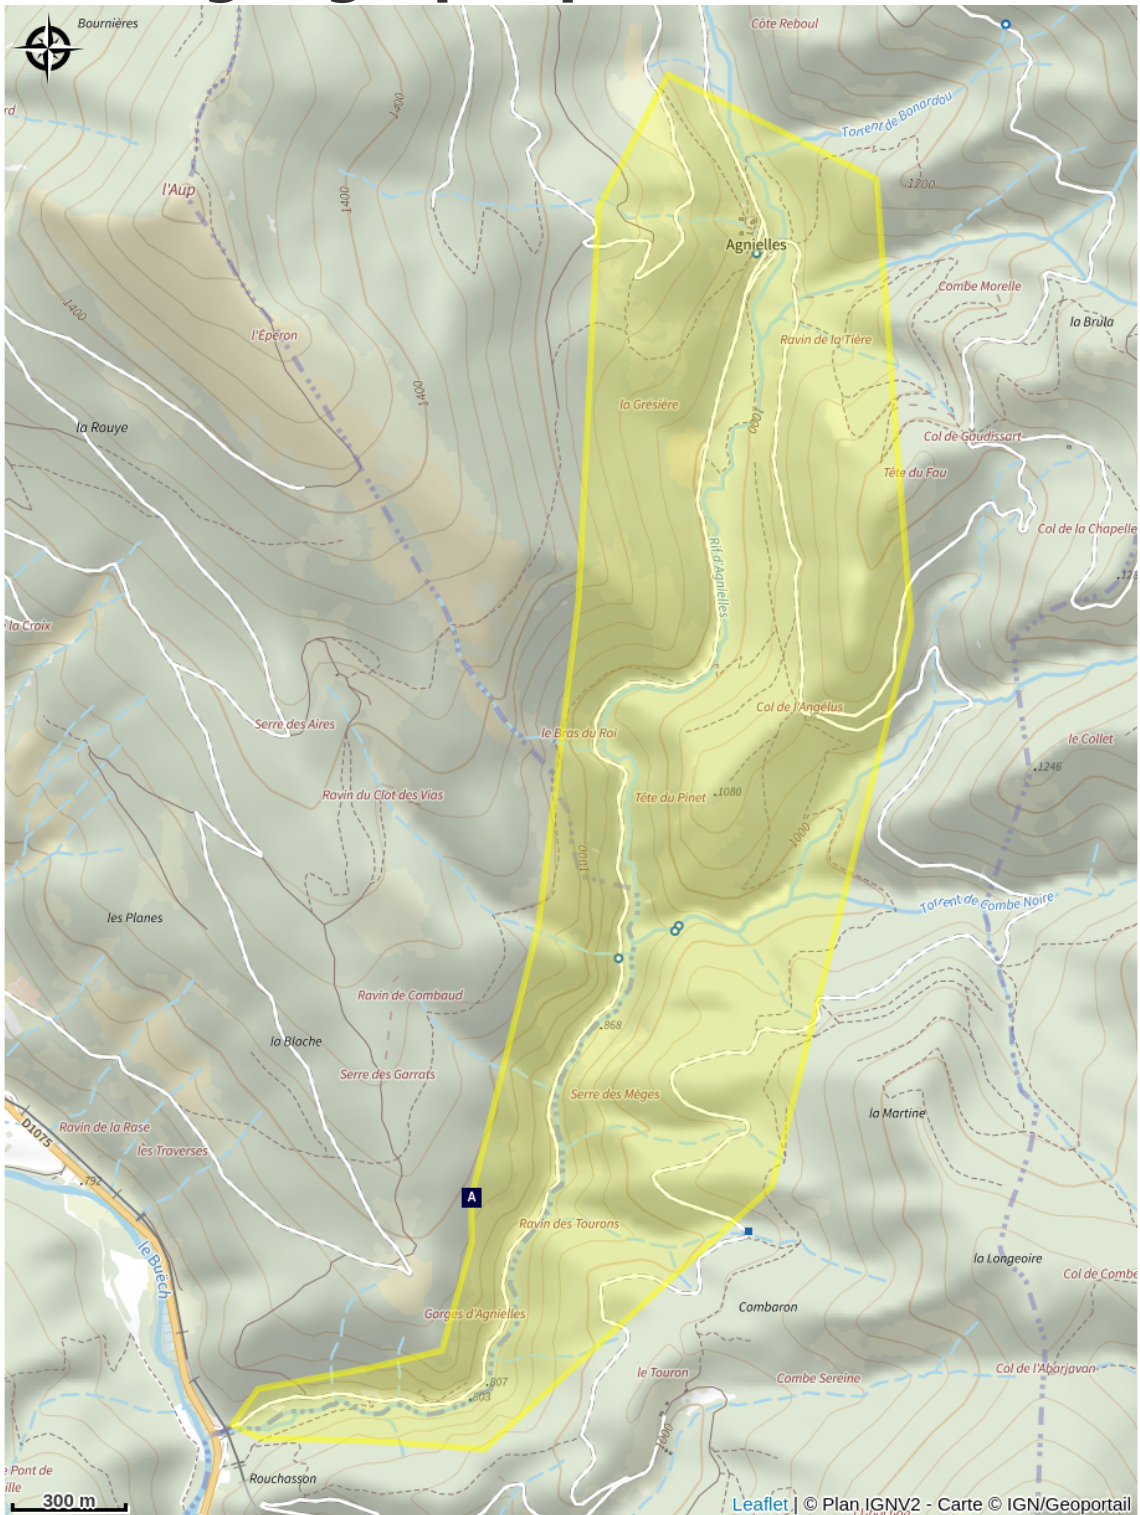 Bournières
Côte Reboul
1400
Torrent de Bonardou
l'Aup
1400
1200
Agnielles
Combe Morelle
1400
la Brula
l'Éperon
Ravin de la Tière
1400
la Grésière
1000
la Rouye
Col de Gaudissart
Tête du Fau
Col de la Chapelle
Rif d'Agnielles
la Croix
Serre des Aires
Col de l'Angelus
le Bras du Roi
le Collet
.1246
Ravin du Clot des Vias
Tête du Pinet
.1080
1000
1000
les Planes
Torrent de Combe Noire
Ravin de Combaud
.868
la Blache
Serre des Garrats
Serre des Mèges
la Martine
D1075
Ravin de la Rase
les Traverses
.792
A
Ravin des Tourons
le Buëch
la Longeoire
Col de Combe
Combaron
Gorges d'Agnielles
le Touron
Combe Sereine
Col de l'Abarjavon
.807
.803
1000
Pont de
Rouchasson
300 m
Leaflet | © Plan IGNV2 - Carte © IGN/Geoportail